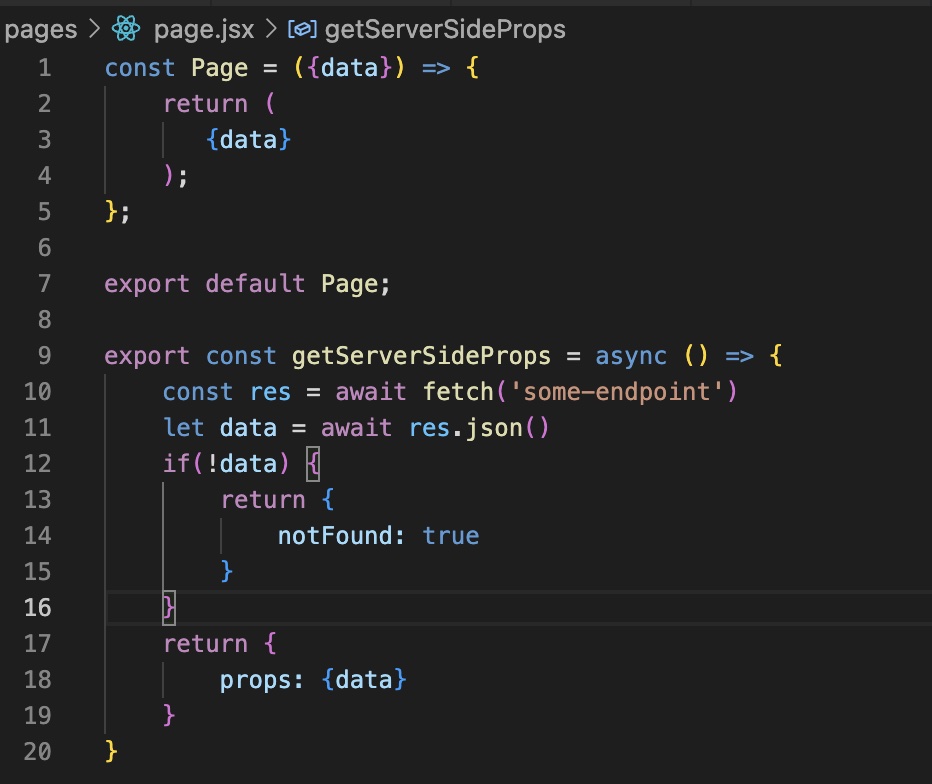 pages > page.jsx > getServerSideProps
1 const Page = ({data}) => {
2     return (
3        {data}
4     );
5 };
6
7 export default Page;
8
9 export const getServerSideProps = async () => {
10     const res = await fetch('some-endpoint')
11     let data = await res.json()
12     if(!data) {
13         return {
14             notFound: true
15         }
16     }
17     return {
18         props: {data}
19     }
20 }